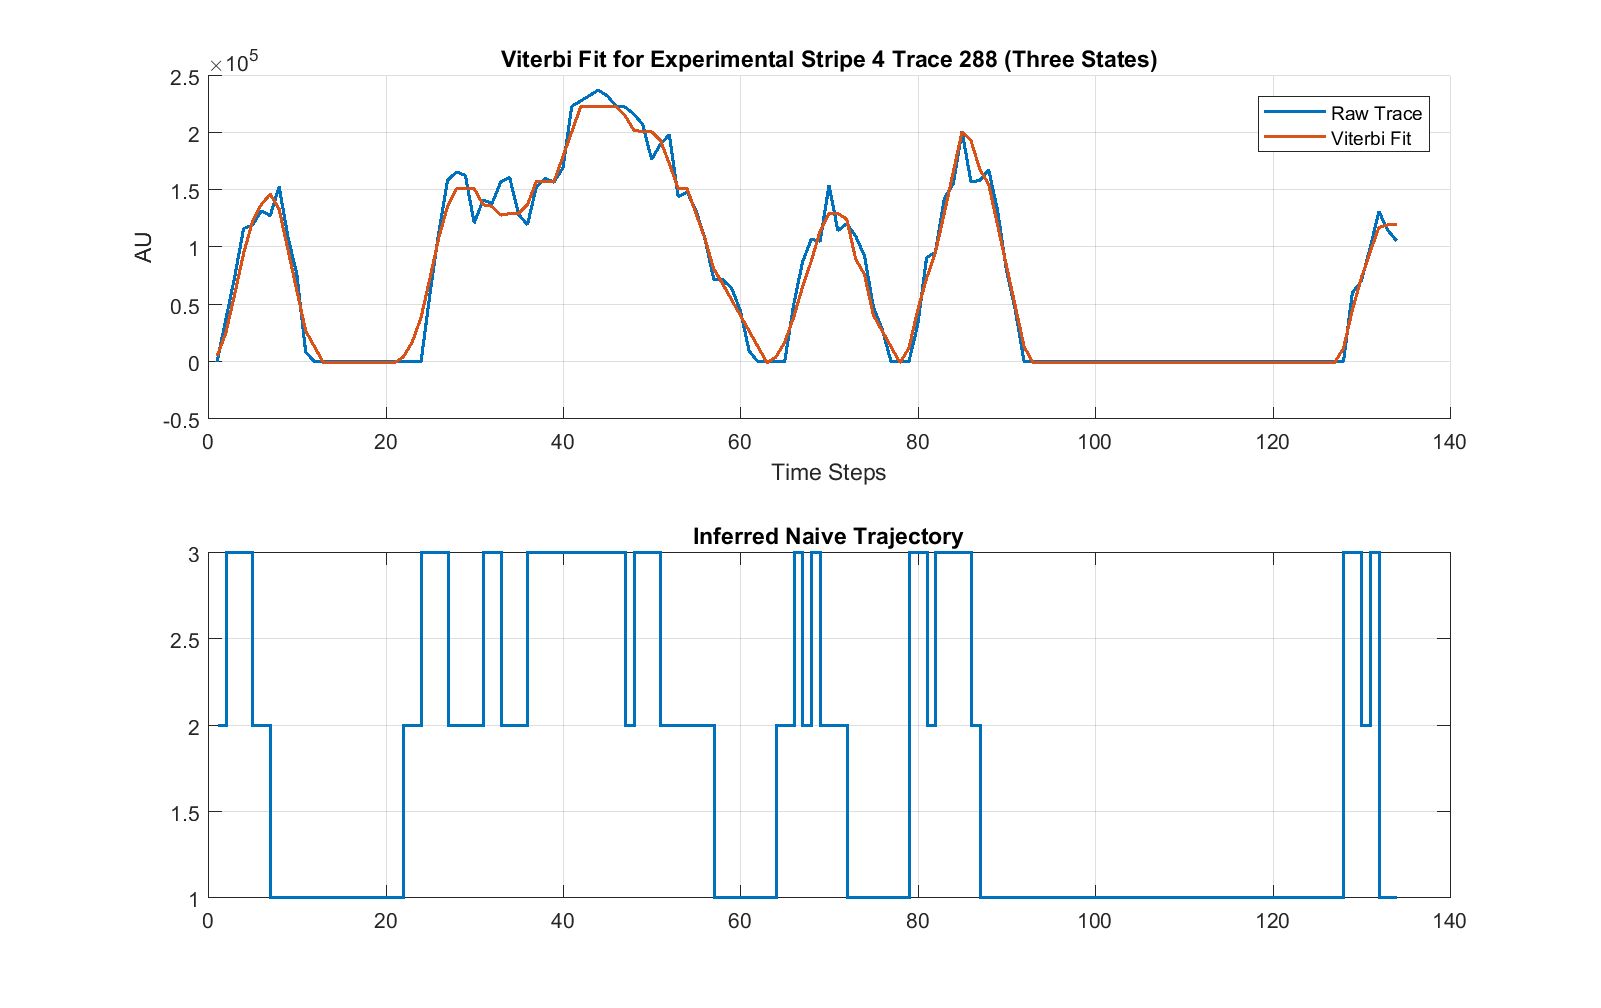 Viterbi Fit for Experimental Stripe 4 Trace 288 (Three States)
×10⁵
2.5
2
1.5
1
0.5
0
-0.5
AU
Raw Trace
Viterbi Fit
0 20 40 60 80 100 120 140
Time Steps
Inferred Naive Trajectory
3
2.5
2
1.5
1
0 20 40 60 80 100 120 140